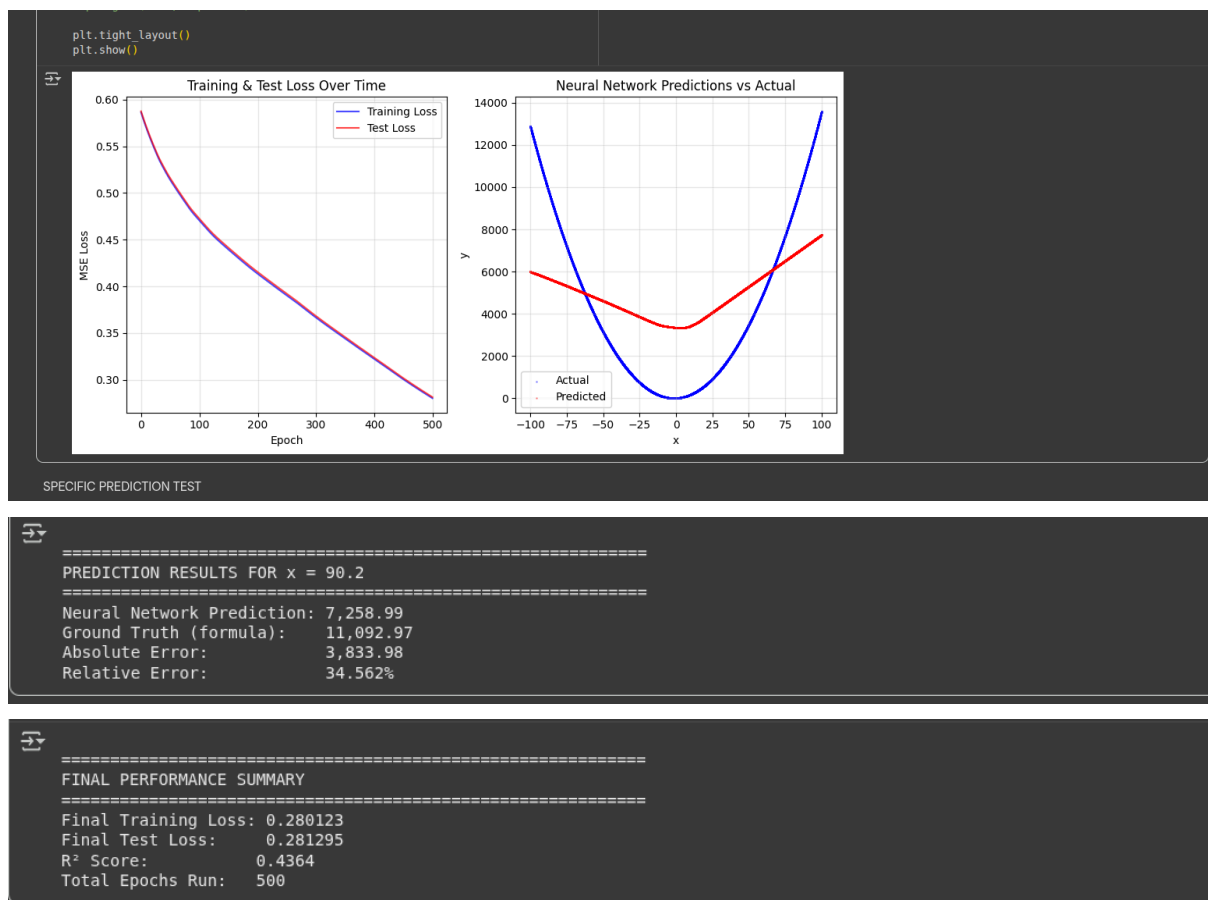 plt.tight_layout()
plt.show()
Training & Test Loss Over Time
Training Loss
Test Loss
0.60
0.55
0.50
0.45
0.40
0.35
0.30
MSE Loss
0 100 200 300 400 500
Epoch
Neural Network Predictions vs Actual
14000
12000
10000
8000
6000
4000
2000
0
y
Actual
Predicted
−100 −75 −50 −25 0 25 50 75 100
x
SPECIFIC PREDICTION TEST
============================================================
PREDICTION RESULTS FOR x = 90.2
============================================================
Neural Network Prediction: 7,258.99
Ground Truth (formula): 11,092.97
Absolute Error: 3,833.98
Relative Error: 34.562%
============================================================
FINAL PERFORMANCE SUMMARY
============================================================
Final Training Loss: 0.280123
Final Test Loss: 0.281295
R² Score: 0.4364
Total Epochs Run: 500